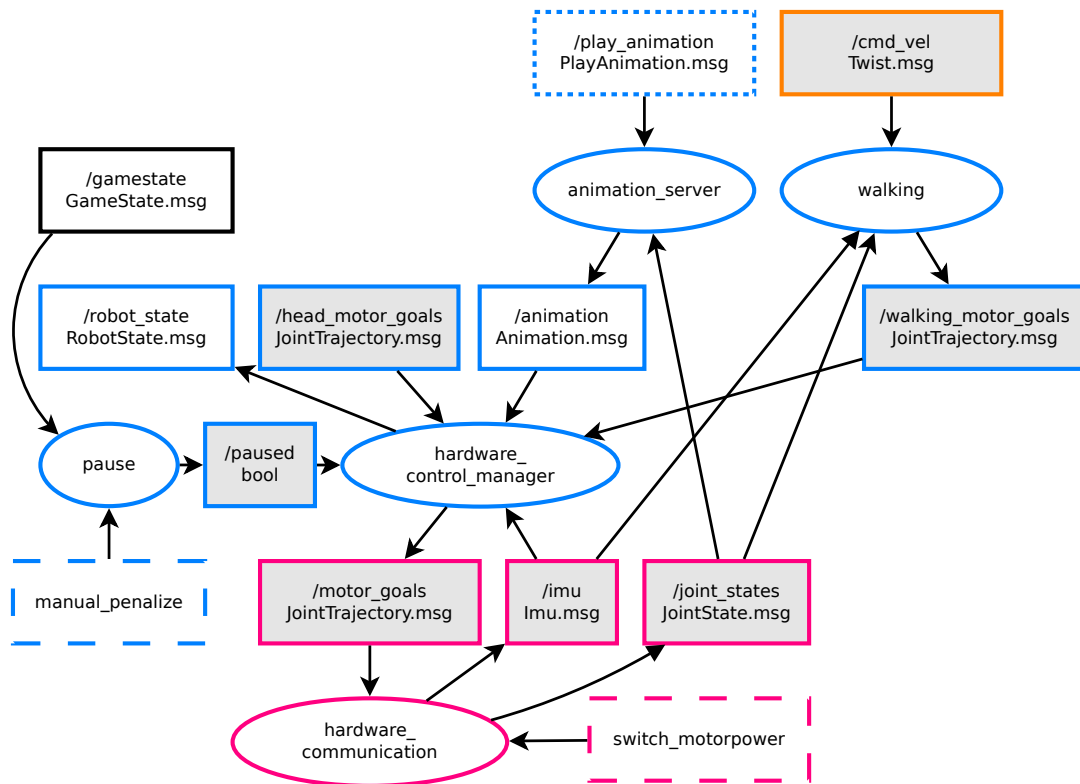 /play_animation
PlayAnimation.msg
/cmd_vel
Twist.msg
/gamestate
GameState.msg
animation_server
walking
/robot_state
RobotState.msg
/head_motor_goals
JointTrajectory.msg
/animation
Animation.msg
/walking_motor_goals
JointTrajectory.msg
pause
/paused
bool
hardware_
control_manager
manual_penalize
/motor_goals
JointTrajectory.msg
/imu
Imu.msg
/joint_states
JointState.msg
hardware_
communication
switch_motorpower